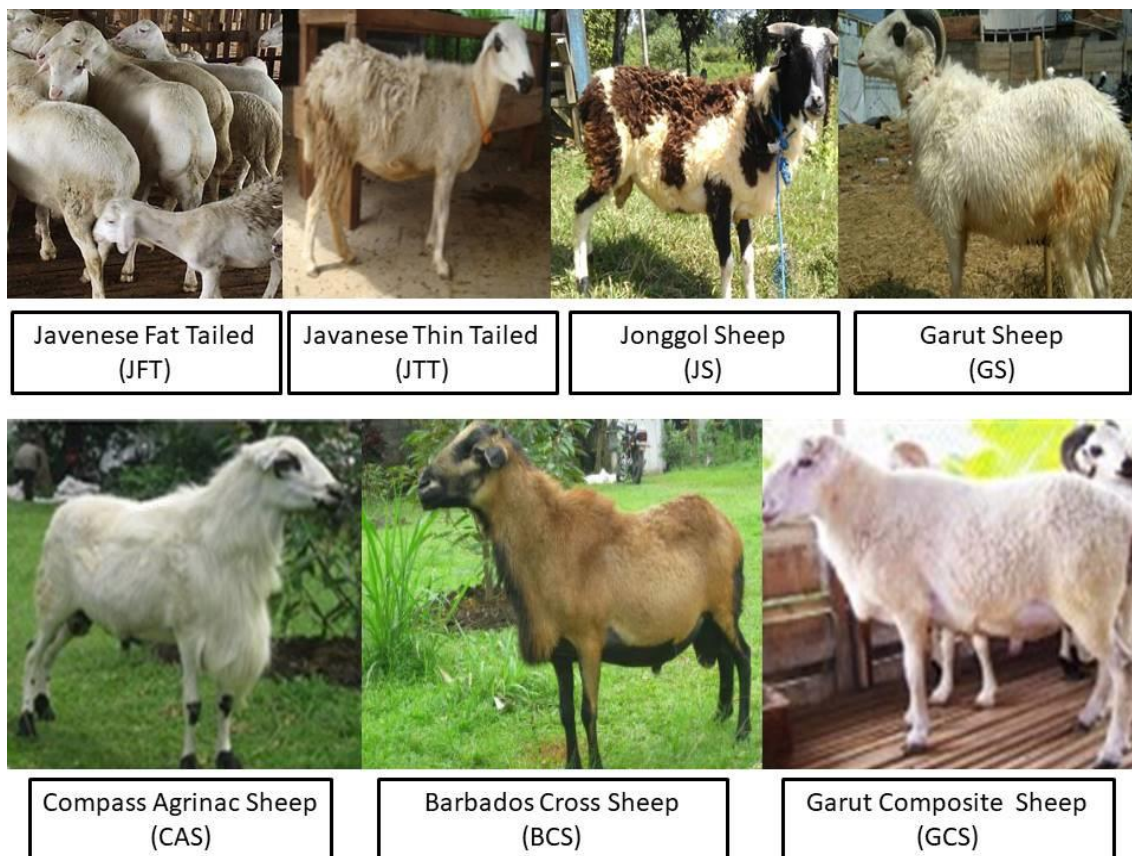 Javenese Fat Tailed
(JFT)
Javanese Thin Tailed
(JTT)
Jonggol Sheep
(JS)
Garut Sheep
(GS)
Compass Agrinac Sheep
(CAS)
Barbados Cross Sheep
(BCS)
Garut Composite Sheep
(GCS)